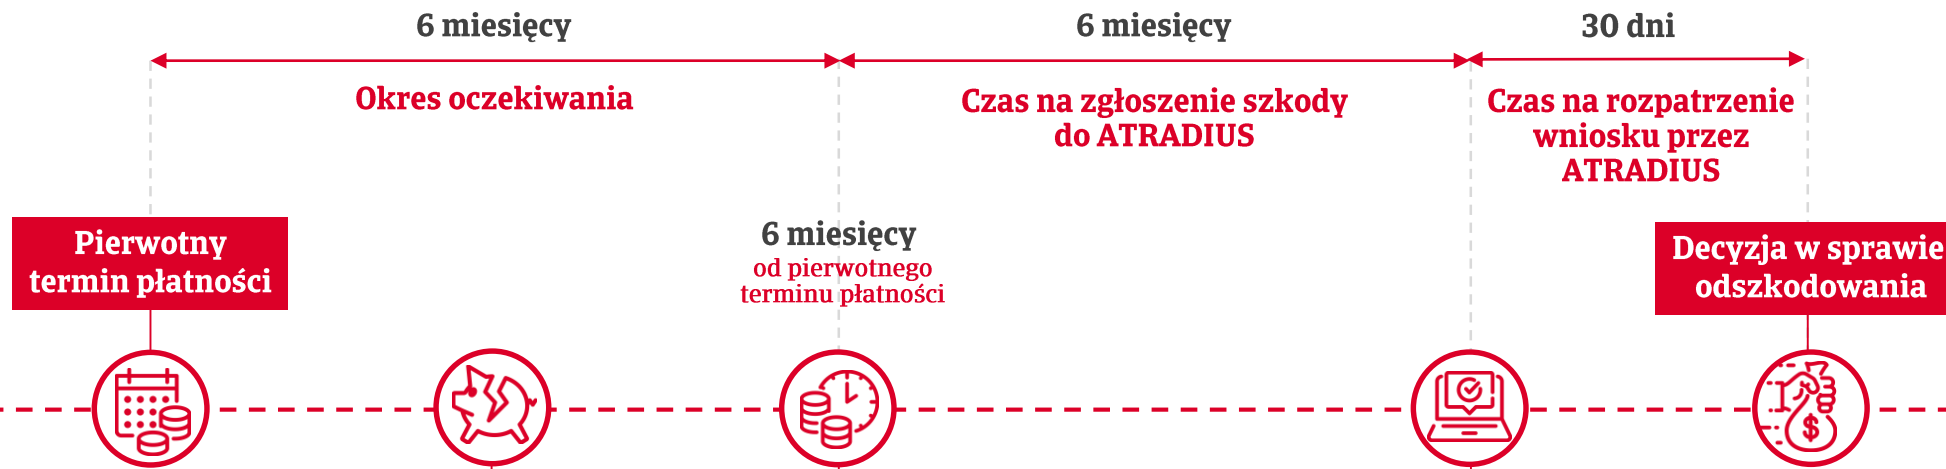 6 miesięcy
6 miesięcy
30 dni
Okres oczekiwania
Czas na zgłoszenie szkody
do ATRADIUS
Czas na rozpatrzenie
wniosku przez
ATRADIUS
Pierwotny
termin płatności
6 miesięcy
od pierwotnego
terminu płatności
Decyzja w sprawie
odszkodowania
$